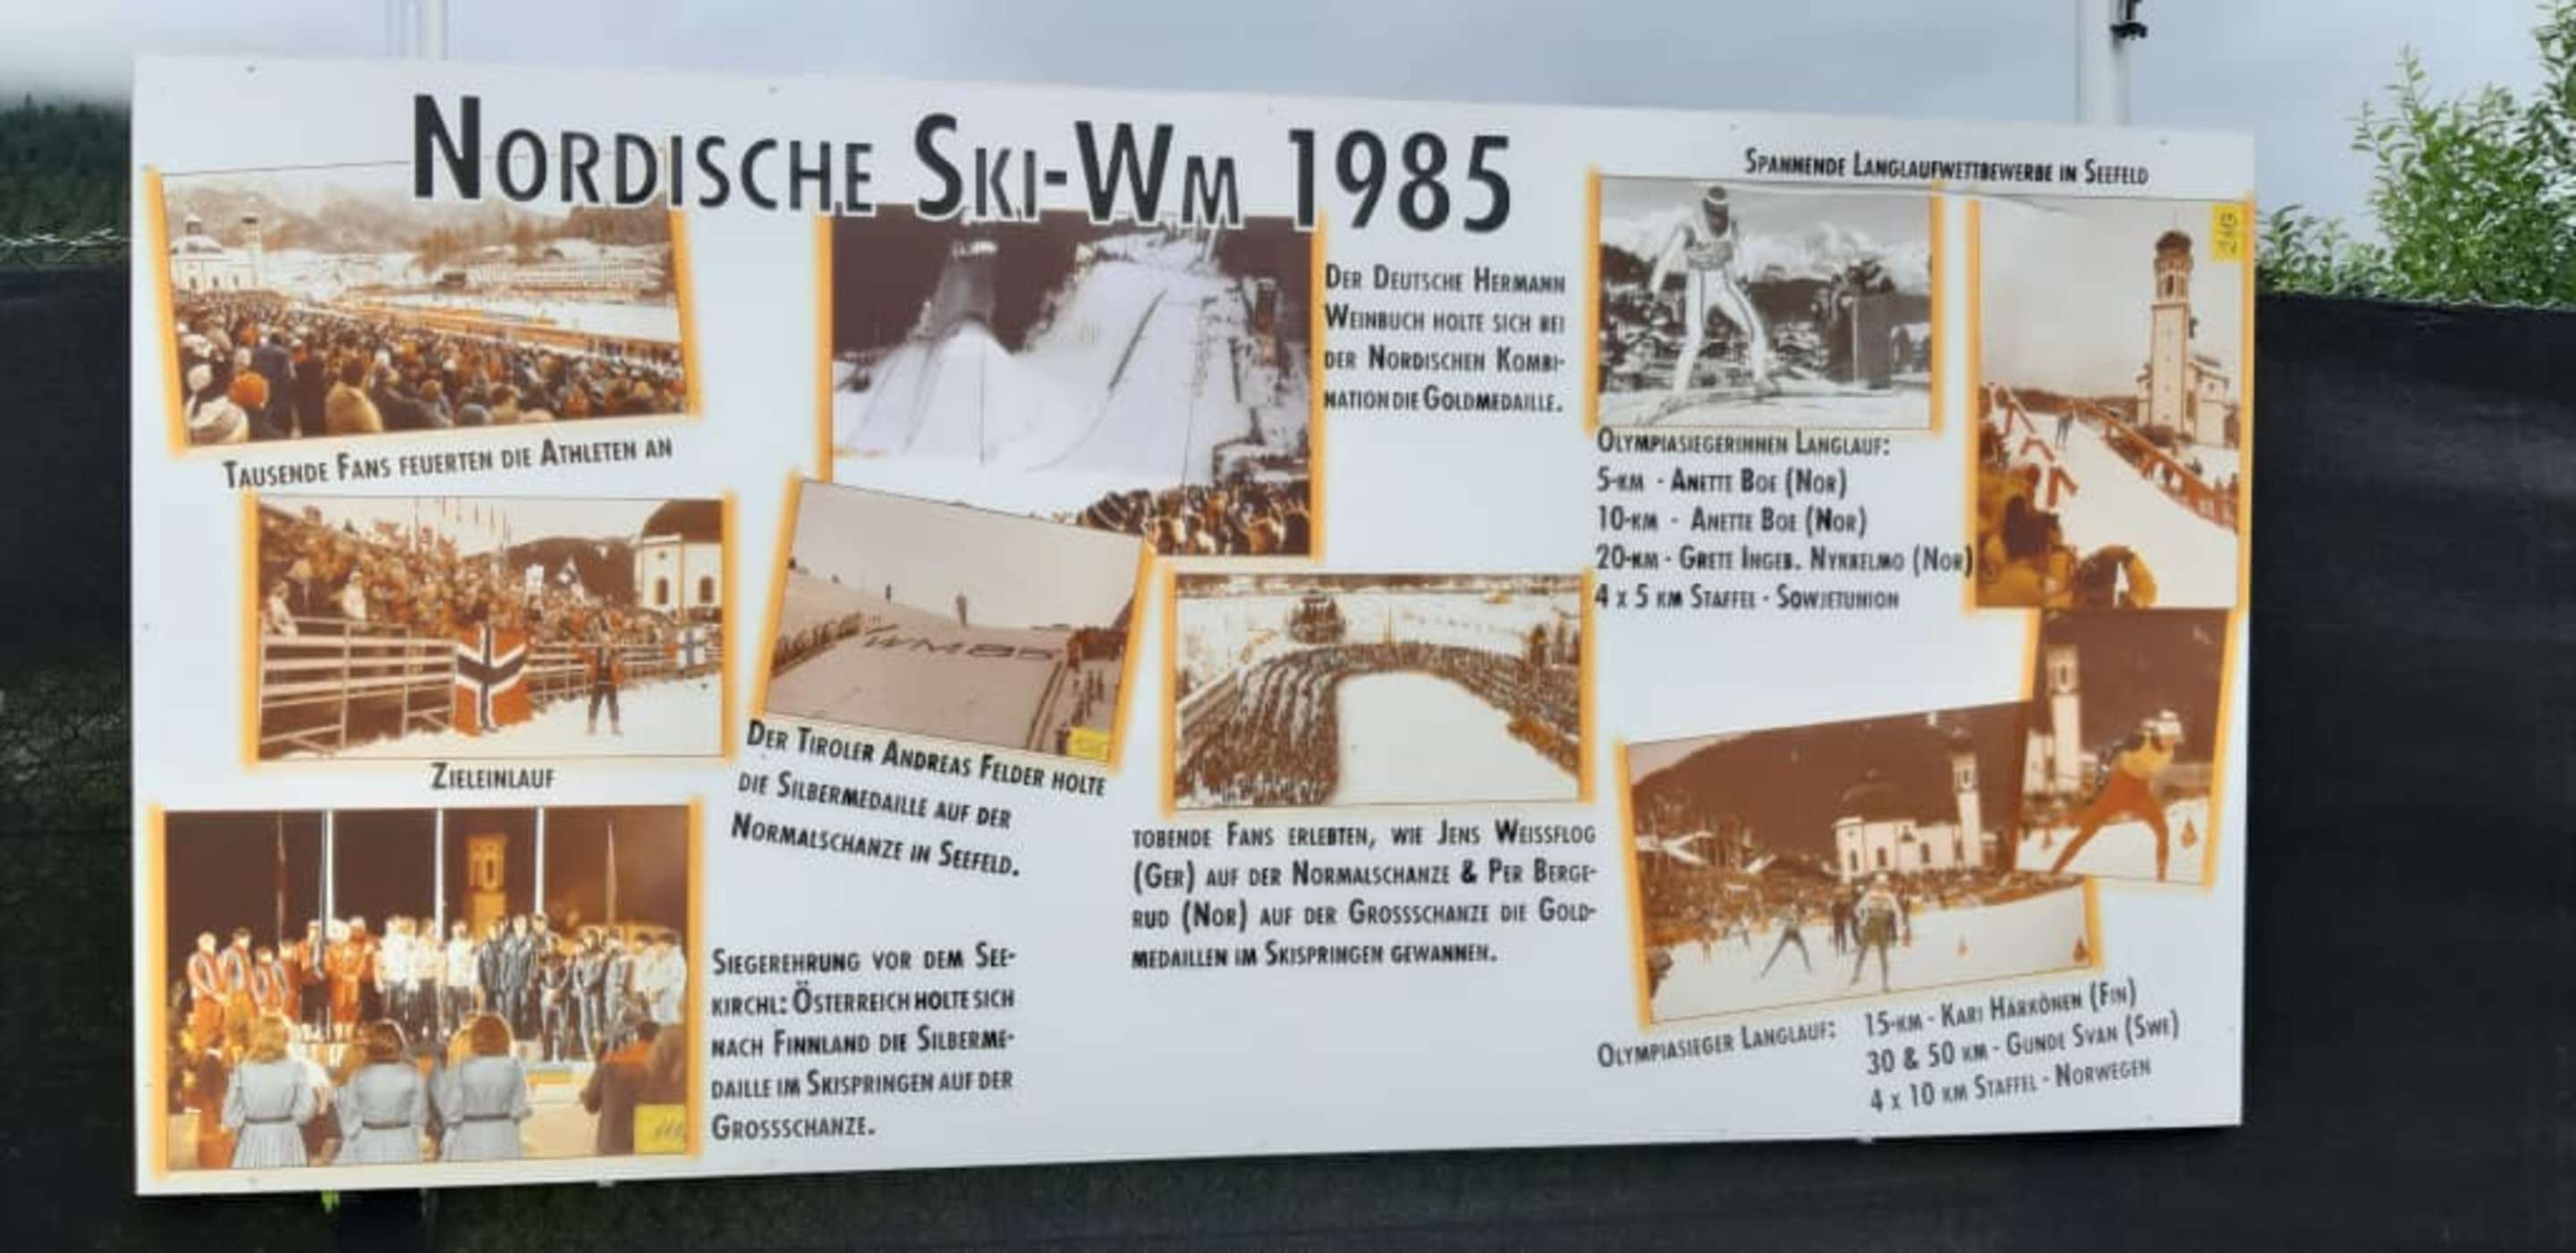 NORDISCHE SKI-WM 1985
TAUSENDE FANS FEUERTEN DIE ATHLETEN AN
ZIELEINLAUF
SIEGEREHRUNG VOR DEM SEE-
KIRCHL: ÖSTERREICH HOLTE SICH
NACH FINNLAND DIE SILBERME-
DAILLE IM SKISPRINGEN AUF DER
GROSSSCHANZE.
WM 85
DER TIROLER ANDREAS FELDER HOLTE
DIE SILBERMEDAILLE AUF DER
NORMALSCHANZE IN SEEFELD.
DER DEUTSCHE HERMANN
WEINBUCH HOLTE SICH BEI
DER NORDISCHEN KOMBI-
NATION DIE GOLDMEDAILLE.
TOBENDE FANS ERLEBTEN, WIE JENS WEISSFLOG
(GER) AUF DER NORMALSCHANZE & PER BERGE-
RUD (NOR) AUF DER GROSSSCHANZE DIE GOLD-
MEDAILLEN IM SKISPRINGEN GEWANNEN.
SPANNENDE LANGLAUFWETTBEWERBE IN SEEFELD
OLYMPIASIEGERINNEN LANGLAUF:
5-KM - ANETTE BOE (NOR)
10-KM - ANETTE BOE (NOR)
20-KM - GRETE INGEB. NYKKELMO (NOR)
4 X 5 KM STAFFEL - SOWJETUNION
OLYMPIASIEGER LANGLAUF: 15-KM - KARI HARKÖNEN (FIN)
30 & 50 KM - GUNDE SVAN (SWE)
4 X 10 KM STAFFEL - NORWEGEN